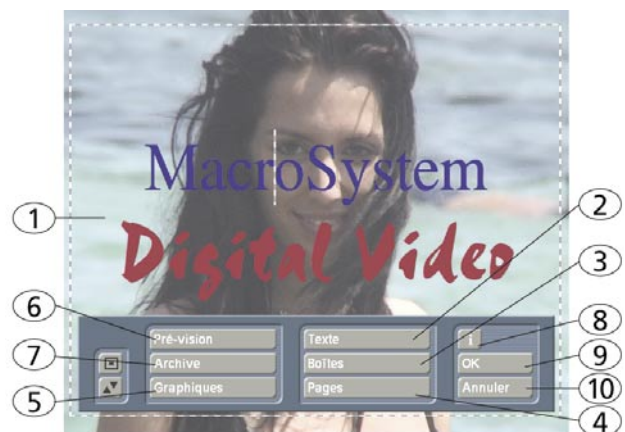 MacroSystem
Digital Video
1
2
3
6
Pré-vision
Texte
i
8
7
Archive
Boîtes
OK
9
5
Graphiques
Pages
Annuler
10
4